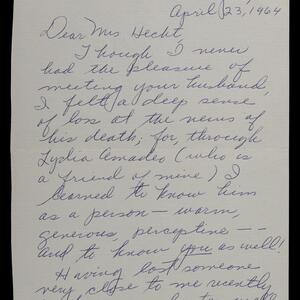 April 23, 1964
Dear Mrs Hecht,
Though I never
had the pleasure of
meeting your husband,
I felt a deep sense
of loss at the news of
his death; for, through
Lydia Amadeo (who is
a friend of mine) I
learned to know him
as a person — warm,
generous, perceptive --
and to know you as well!
Having lost someone
very close to me recently